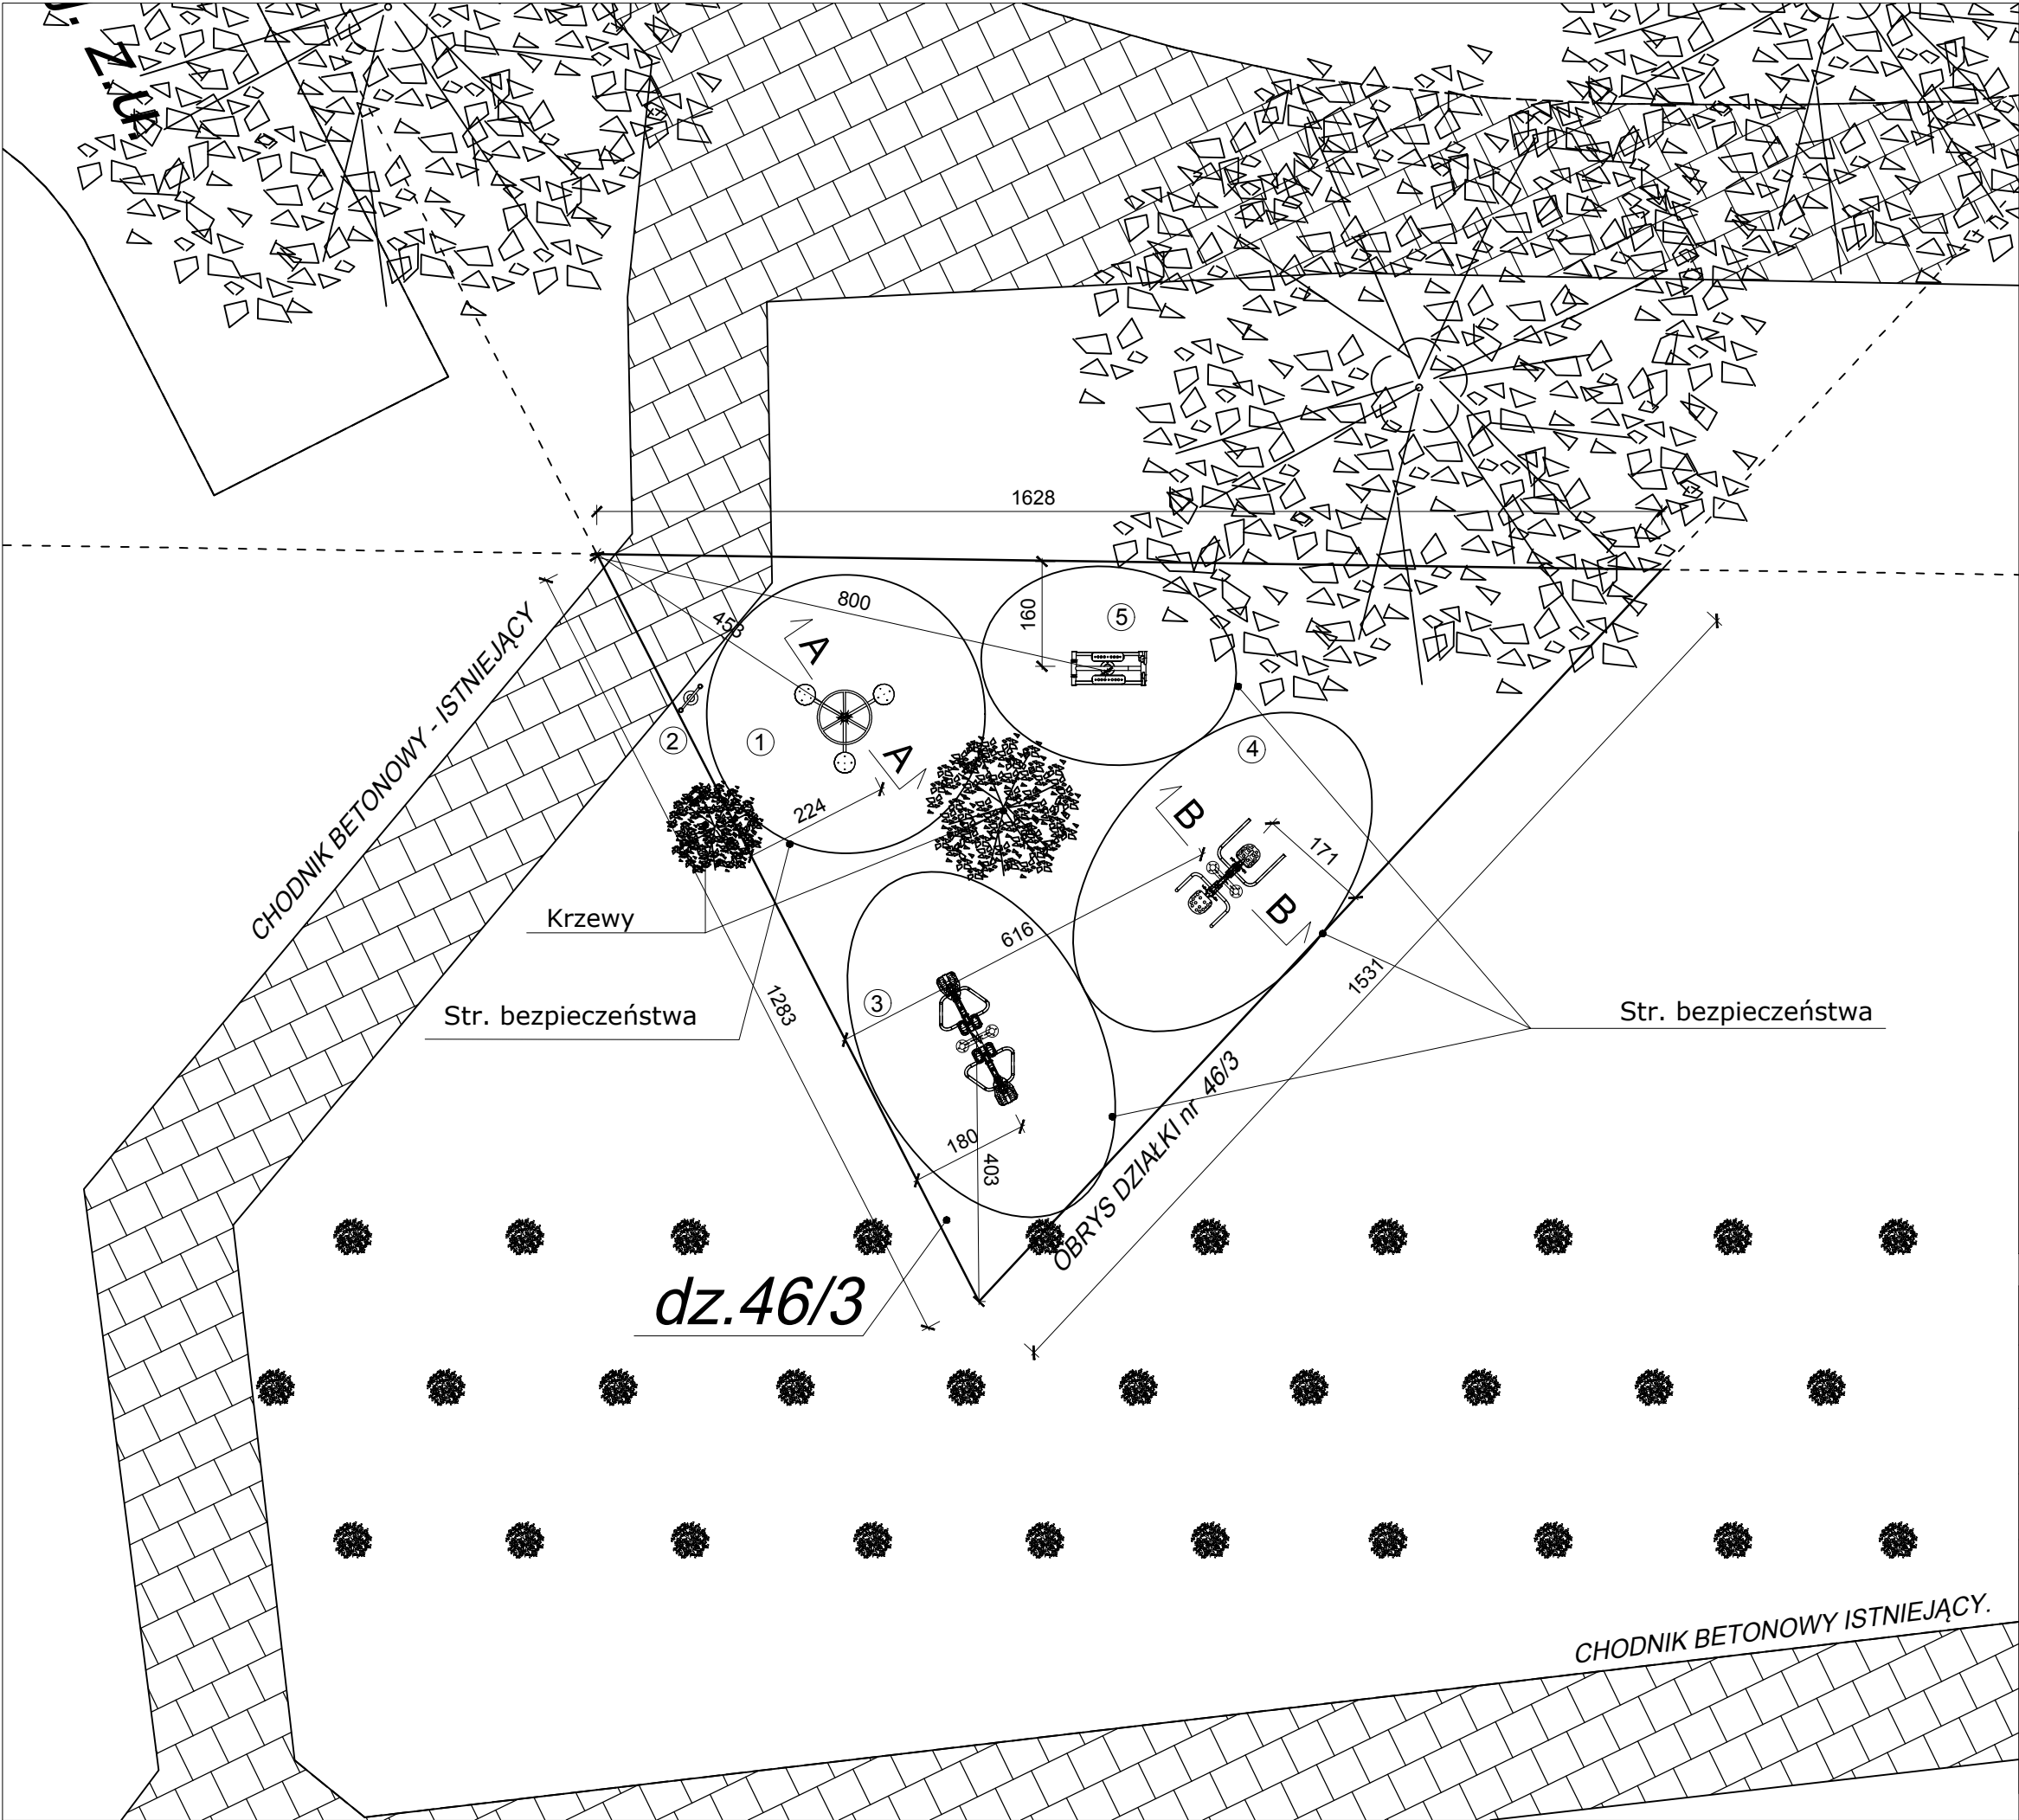 z.u.
1628
CHODNIK BETONOWY - ISTNIEJĄCY
800
453
160
5
A
2
1
4
A
224
B
171
Krzewy
616
B
3
1283
1531
Str. bezpieczeństwa
Str. bezpieczeństwa
180
403
OBRYS DZIAŁKI nr 46/3
dz.46/3
CHODNIK BETONOWY ISTNIEJĄCY.